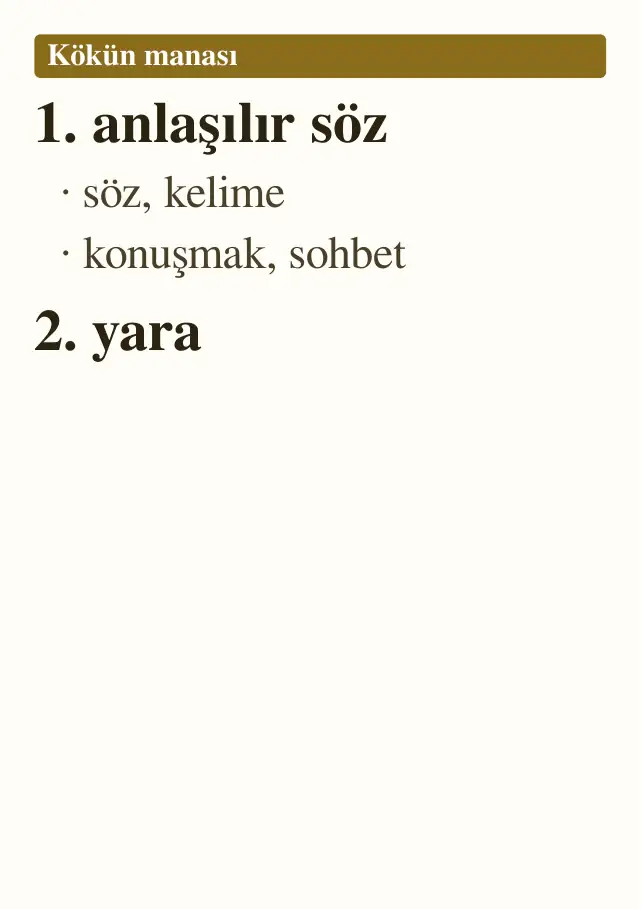 Kökün manası
1. anlaşılır söz
· söz, kelime
· konuşmak, sohbet
2. yara